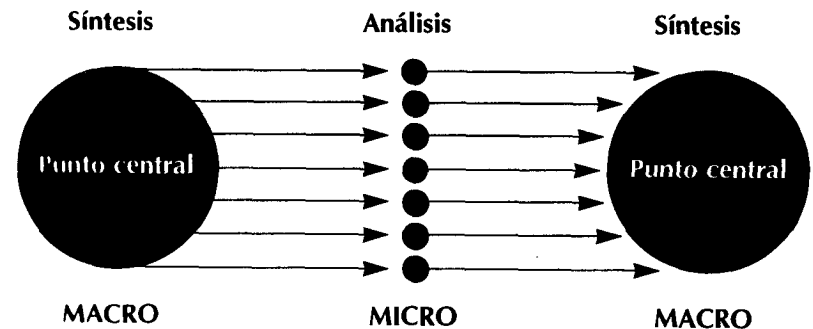 Síntesis Análisis Síntesis
Punto central Punto central
MACRO MICRO MACRO